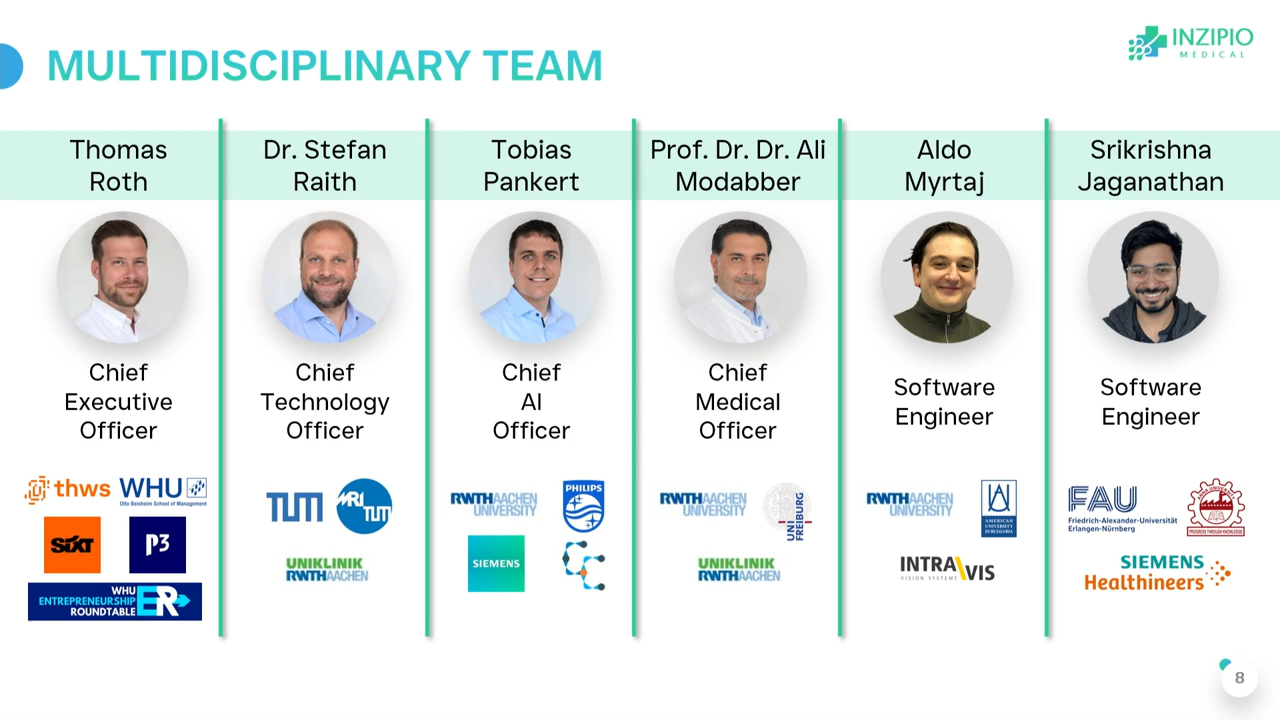 MULTIDISCIPLINARY TEAM
INZIPIO
MEDICAL
Thomas
Roth
Chief
Executive
Officer
thws
WHU
Otto Beisheim School of Management
SIXT
P3
WHU
ENTREPRENEURSHIP
ROUNDTABLE
ER
Dr. Stefan
Raith
Chief
Technology
Officer
TUM
MRI
TUM
UNIKLINIK
RWTHAACHEN
Tobias
Pankert
Chief
AI
Officer
RWTHAACHEN
UNIVERSITY
PHILIPS
SIEMENS
Prof. Dr. Dr. Ali
Modabber
Chief
Medical
Officer
RWTHAACHEN
UNIVERSITY
UNI
FREIBURG
UNIKLINIK
RWTHAACHEN
Aldo
Myrtaj
Software
Engineer
RWTHAACHEN
UNIVERSITY
AMERICAN
UNIVERSITY
IN BULGARIA
INTRAVIS
VISION SYSTEMS
Srikrishna
Jaganathan
Software
Engineer
FAU
Friedrich-Alexander-Universität
Erlangen-Nürnberg
PROGRESS THROUGH KNOWLEDGE
SIEMENS
Healthineers
8